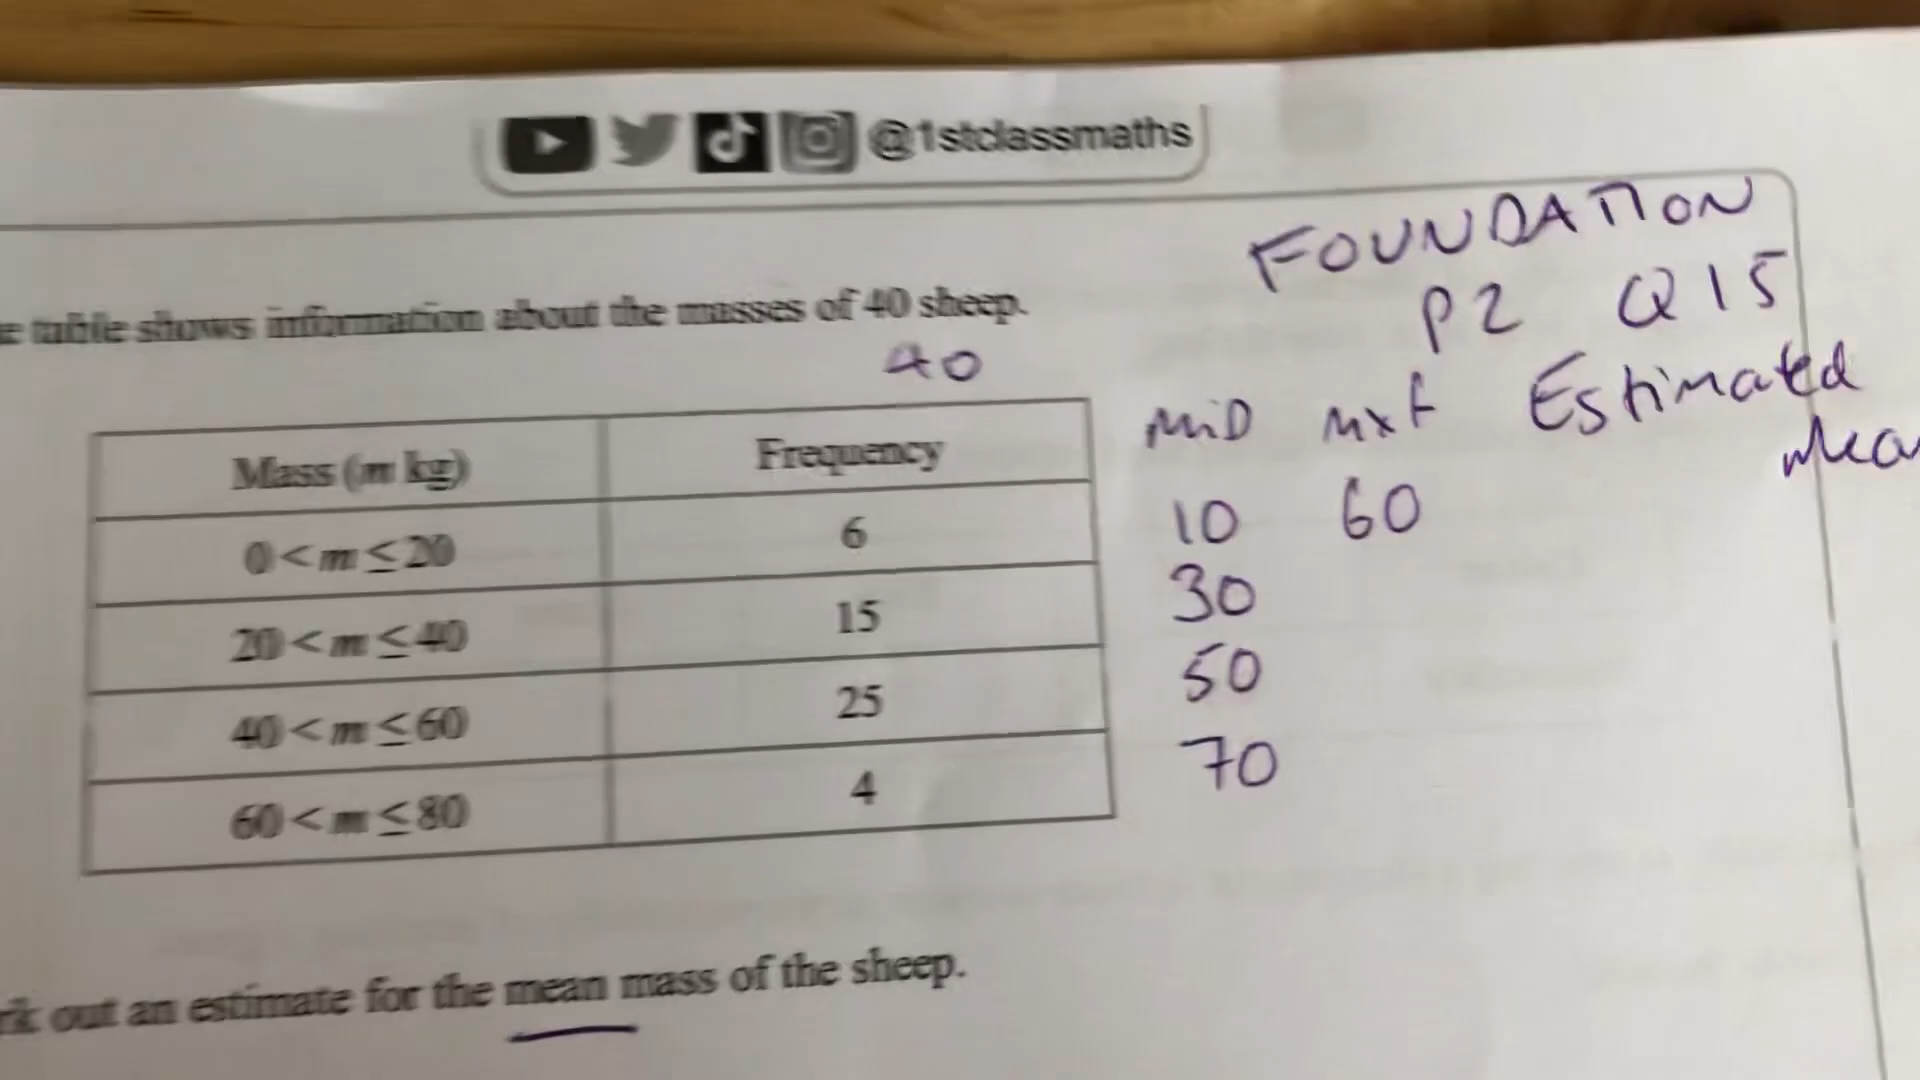 @1stclassmaths
FOUNDATION
P2 Q15
table shows information about the masses of 40 sheep.
40
Mass (m kg) Frequency MiD Mxf Estimated
0 < m ≤ 20 6 10 60
20 < m ≤ 40 15 30
40 < m ≤ 60 25 50
60 < m ≤ 80 4 70
out an estimate for the mean mass of the sheep.